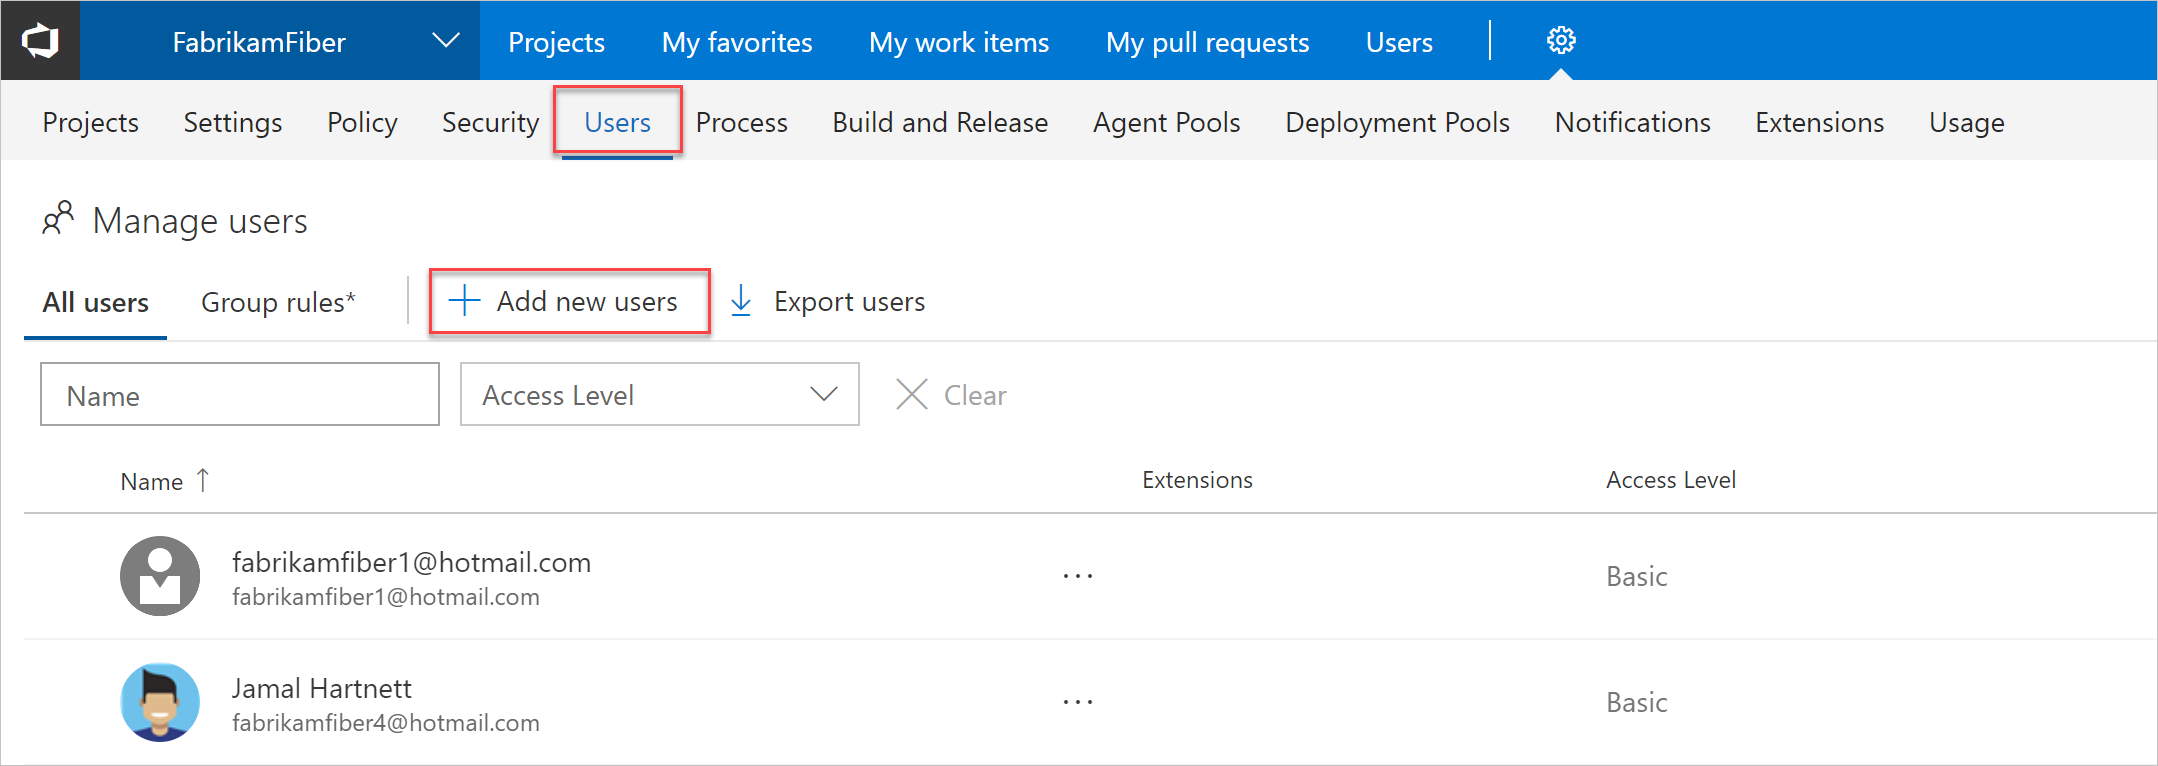 FabrikamFiber Projects My favorites My work items My pull requests Users
Projects Settings Policy Security Users Process Build and Release Agent Pools Deployment Pools Notifications Extensions Usage
Manage users
All users Group rules* Add new users Export users
Name Access Level Clear
Name Extensions Access Level
fabrikamfiber1@hotmail.com
fabrikamfiber1@hotmail.com
... Basic
Jamal Hartnett
fabrikamfiber4@hotmail.com
... Basic